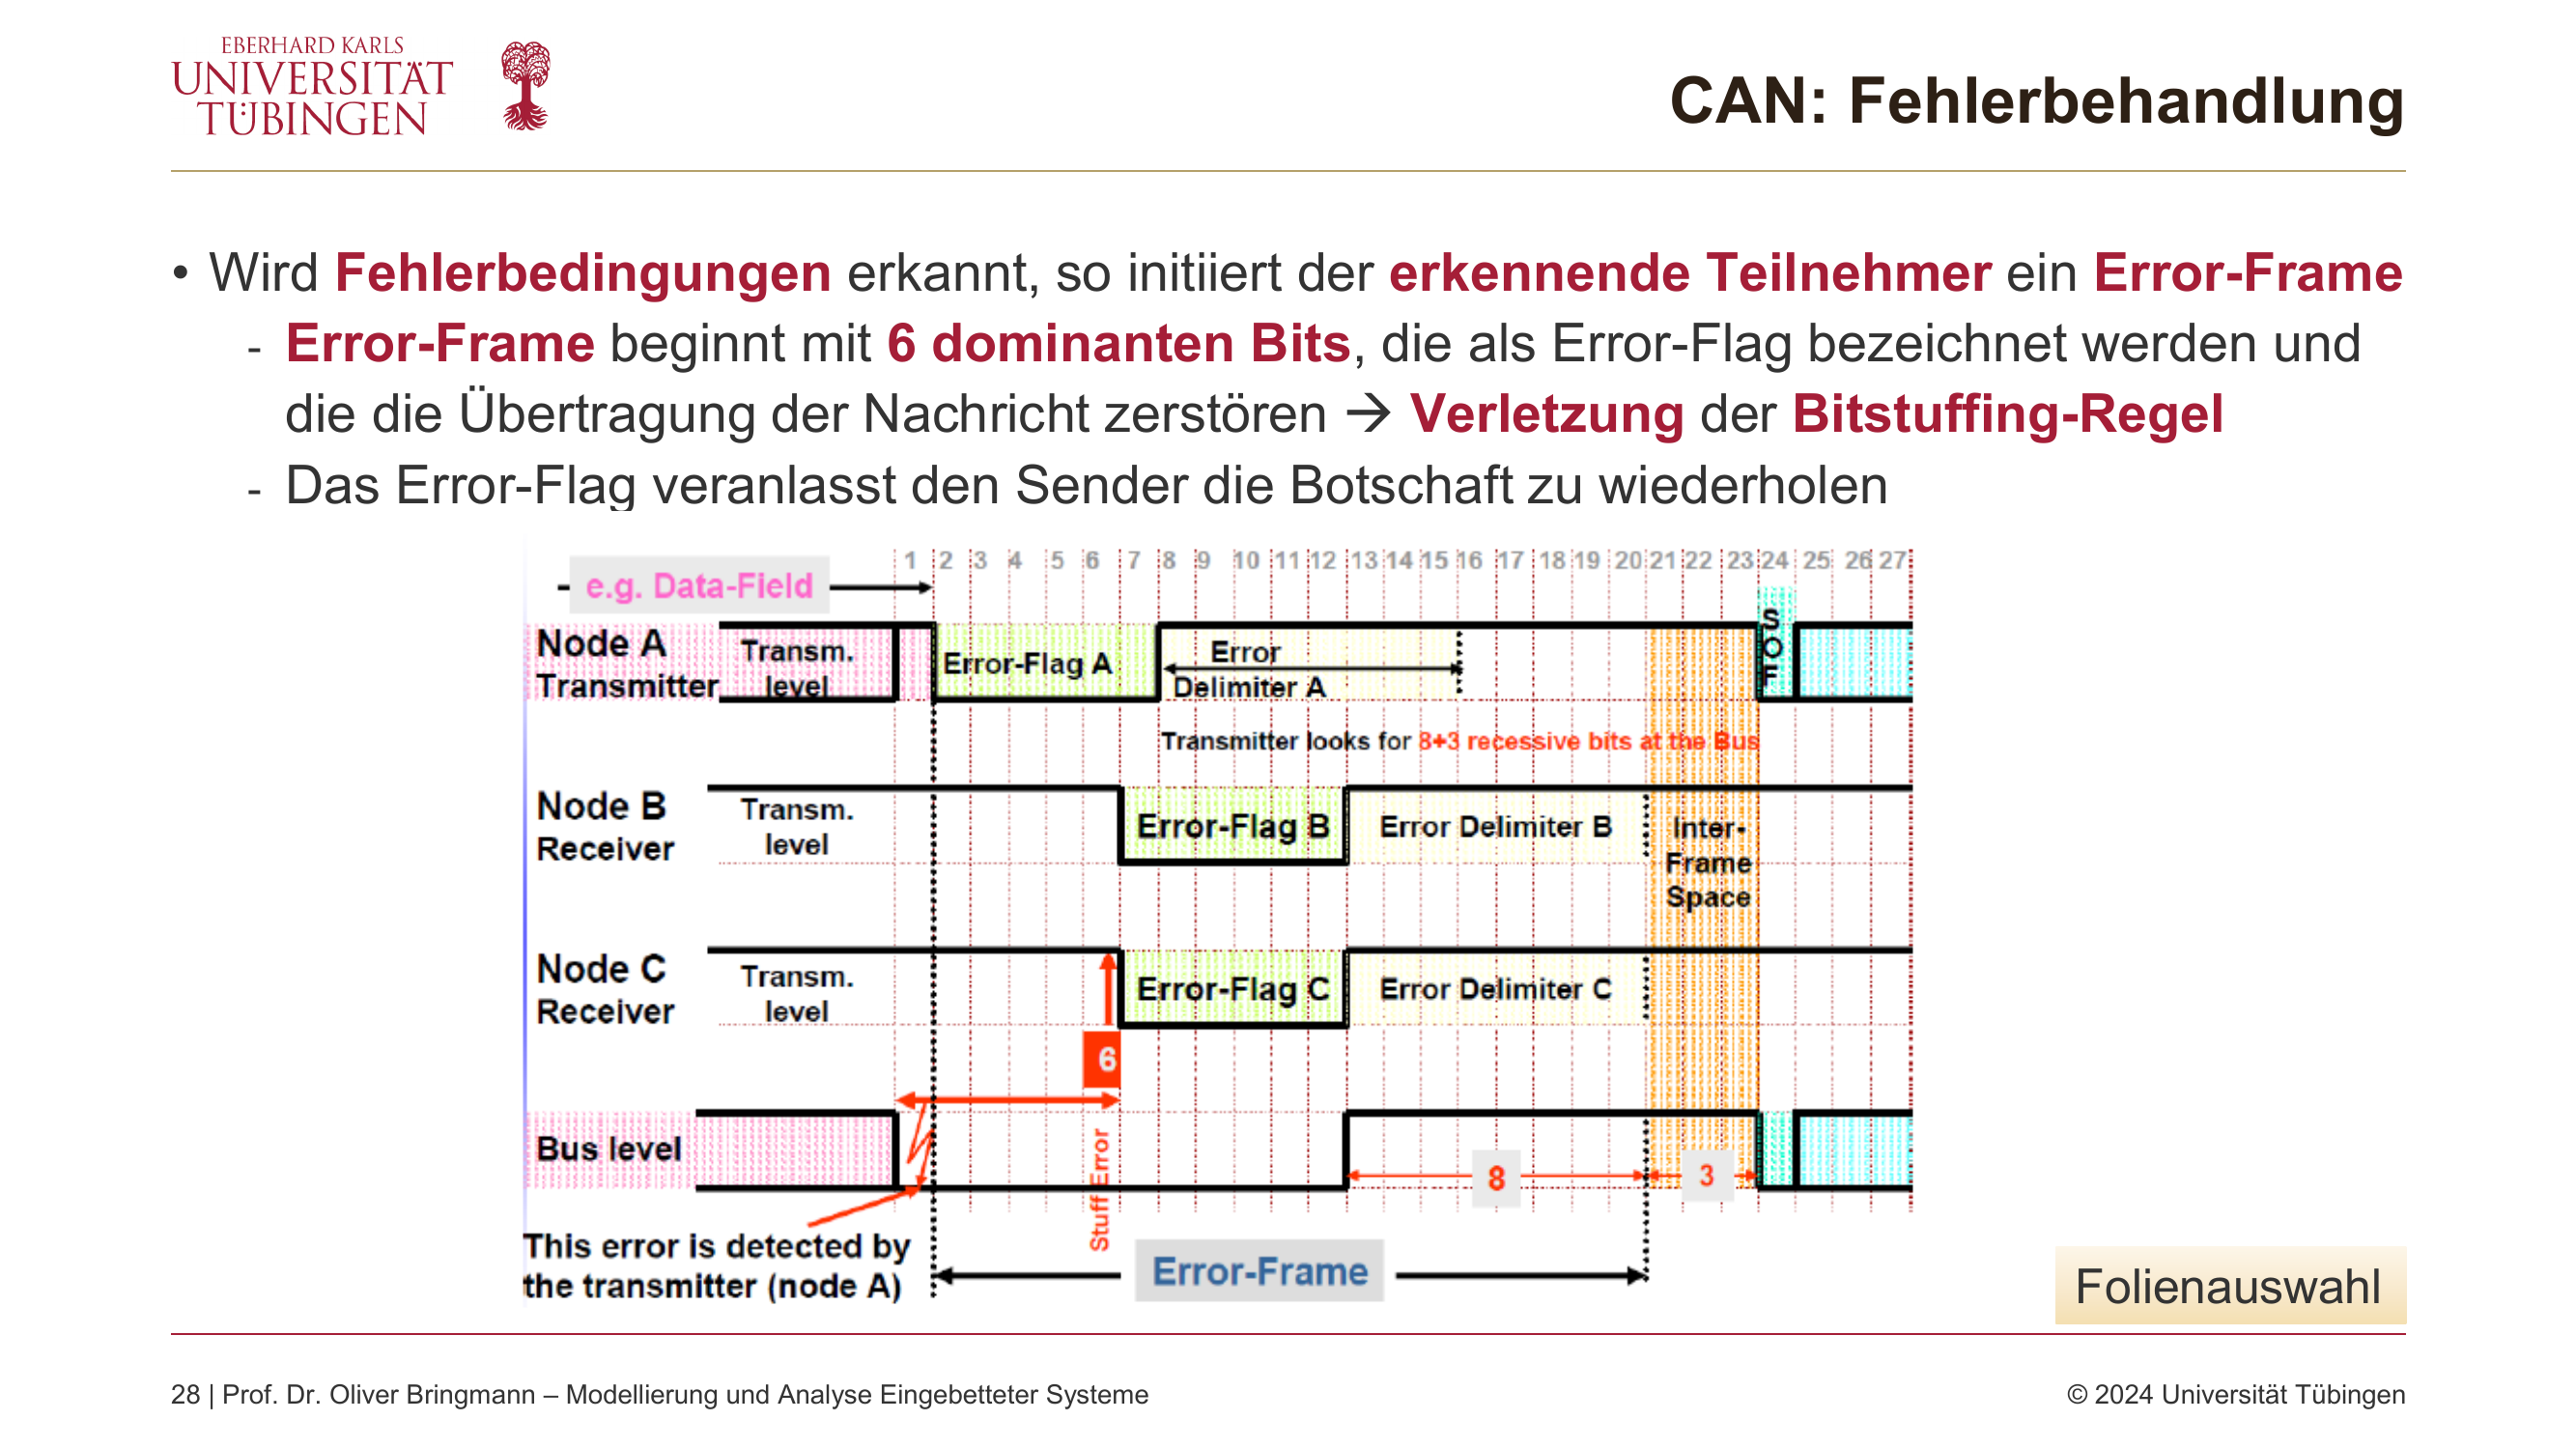 EBERHARD KARLS
UNIVERSITÄT
TÜBINGEN
CAN: Fehlerbehandlung
• Wird Fehlerbedingungen erkannt, so initiiert der erkennende Teilnehmer ein Error-Frame
- Error-Frame beginnt mit 6 dominanten Bits, die als Error-Flag bezeichnet werden und
die die Übertragung der Nachricht zerstören → Verletzung der Bitstuffing-Regel
- Das Error-Flag veranlasst den Sender die Botschaft zu wiederholen
1 2 3 4 5 6 7 8 9 10 11 12 13 14 15 16 17 18 19 20 21 22 23 24 25 26 27
e.g. Data-Field
SOF
Node A
Transmitter
Transm.
level
Error-Flag A
Error
Delimiter A
Transmitter looks for 8+3 recessive bits at the Bus
Node B
Receiver
Transm.
level
Error-Flag B
Error Delimiter B
Inter-
Frame
Space
Node C
Receiver
Transm.
level
Error-Flag C
Error Delimiter C
6
Bus level
Stuff Error
8
3
This error is detected by
the transmitter (node A)
Error-Frame
Folienauswahl
28 | Prof. Dr. Oliver Bringmann – Modellierung und Analyse Eingebetteter Systeme
© 2024 Universität Tübingen